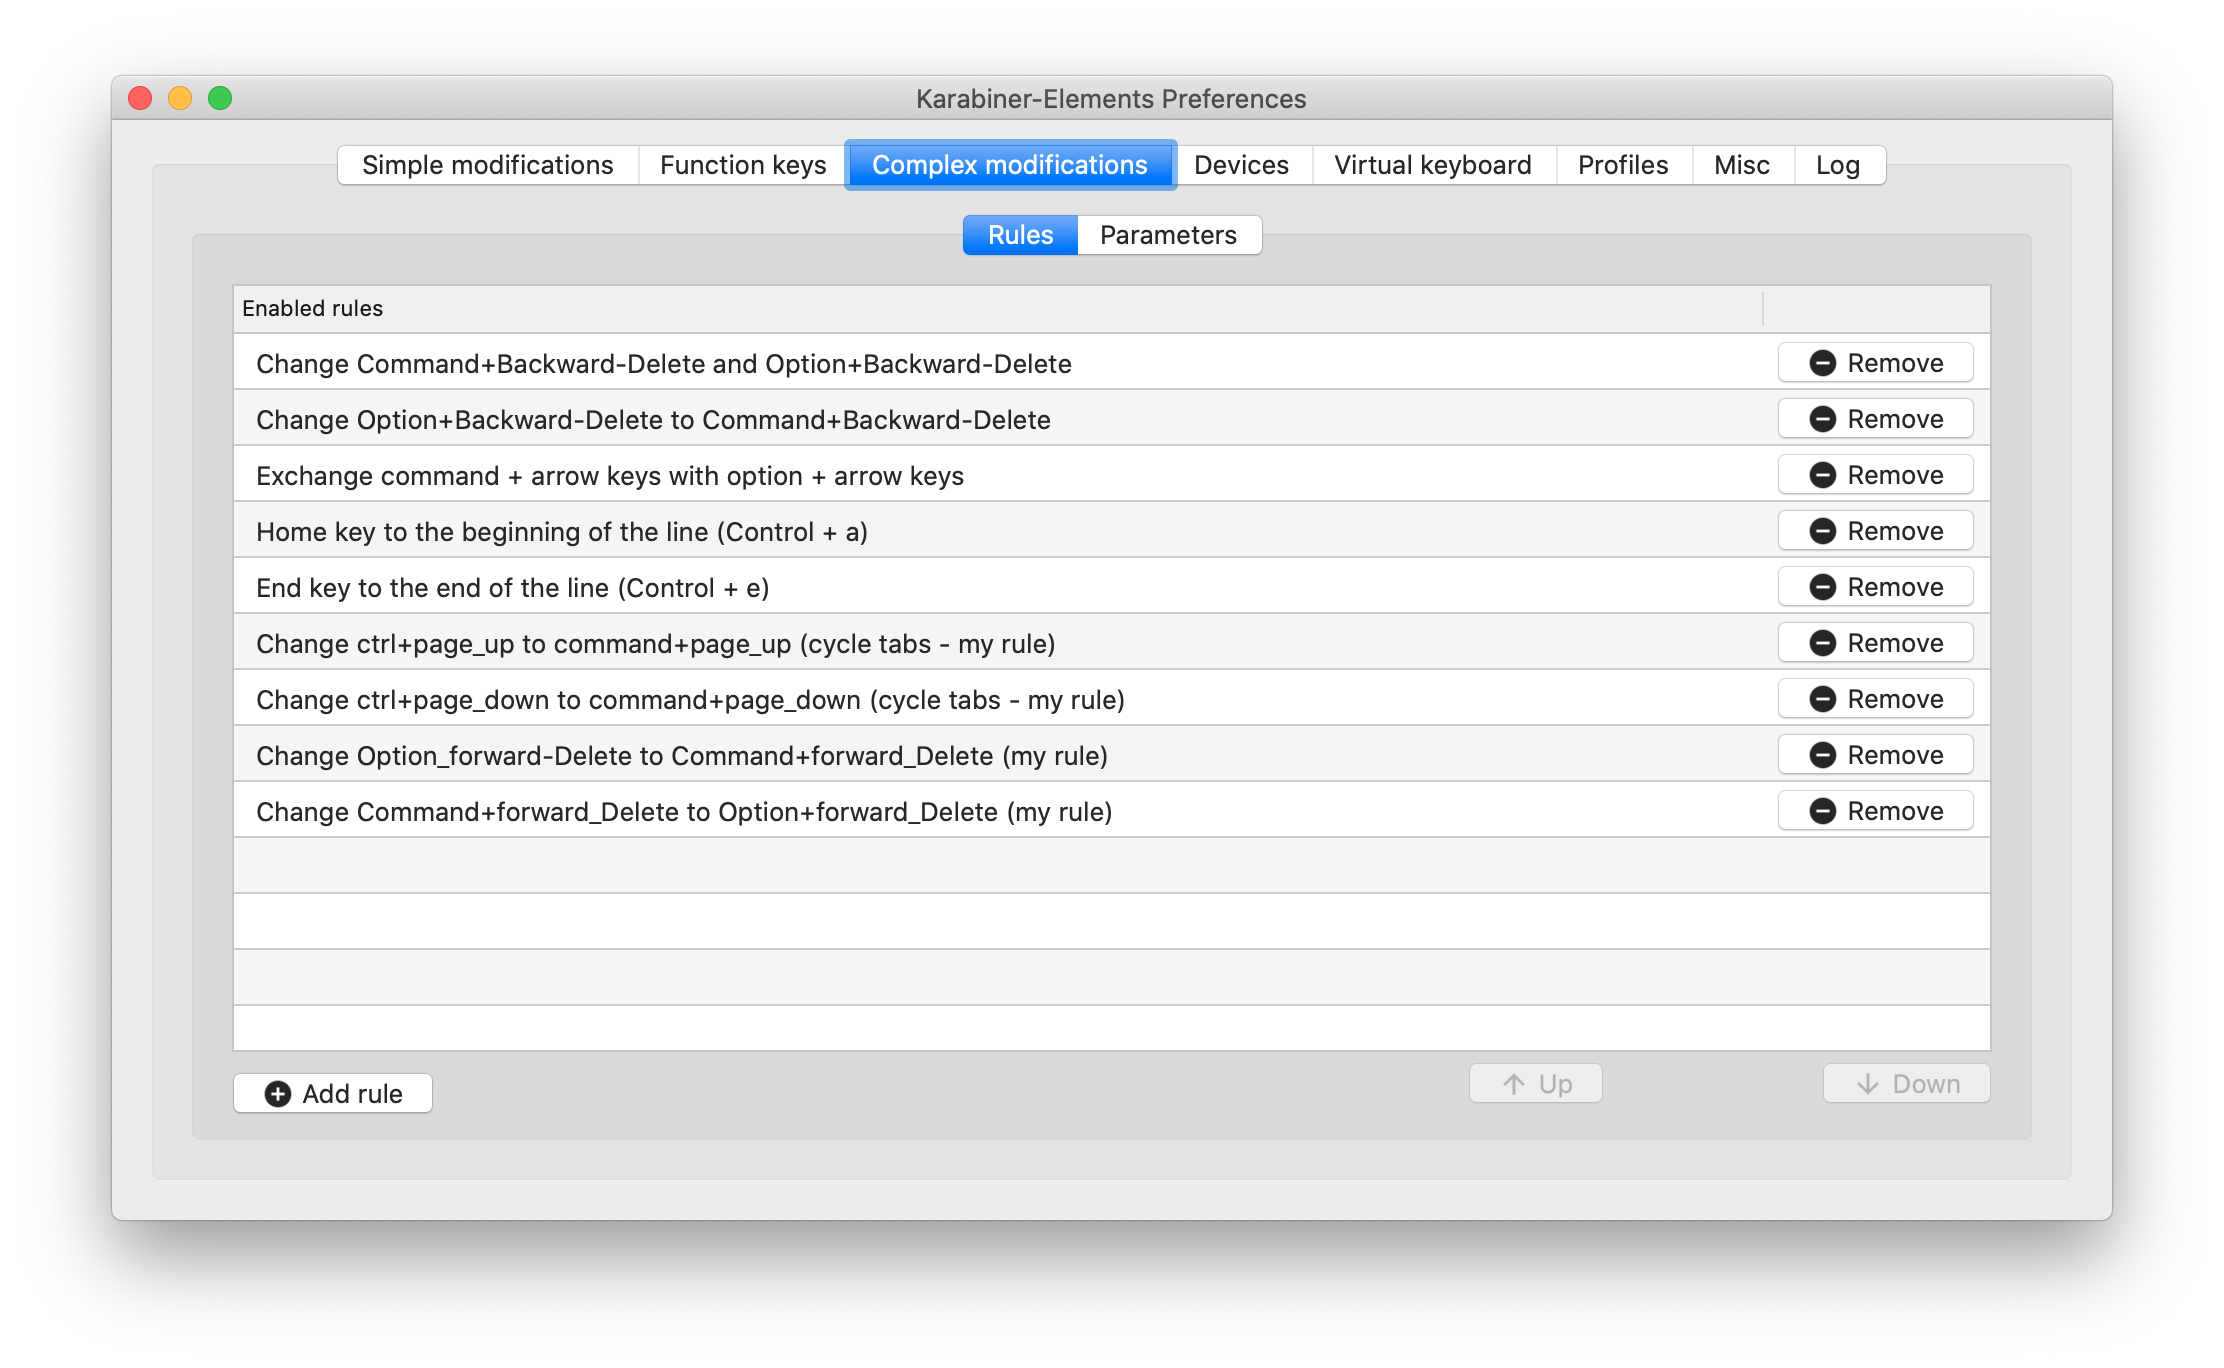 Karabiner-Elements Preferences
Simple modifications Function keys Complex modifications Devices Virtual keyboard Profiles Misc Log
Rules Parameters
Enabled rules
Change Command+Backward-Delete and Option+Backward-Delete Remove
Change Option+Backward-Delete to Command+Backward-Delete Remove
Exchange command + arrow keys with option + arrow keys Remove
Home key to the beginning of the line (Control + a) Remove
End key to the end of the line (Control + e) Remove
Change ctrl+page_up to command+page_up (cycle tabs - my rule) Remove
Change ctrl+page_down to command+page_down (cycle tabs - my rule) Remove
Change Option_forward-Delete to Command+forward_Delete (my rule) Remove
Change Command+forward_Delete to Option+forward_Delete (my rule) Remove
Add rule Up Down